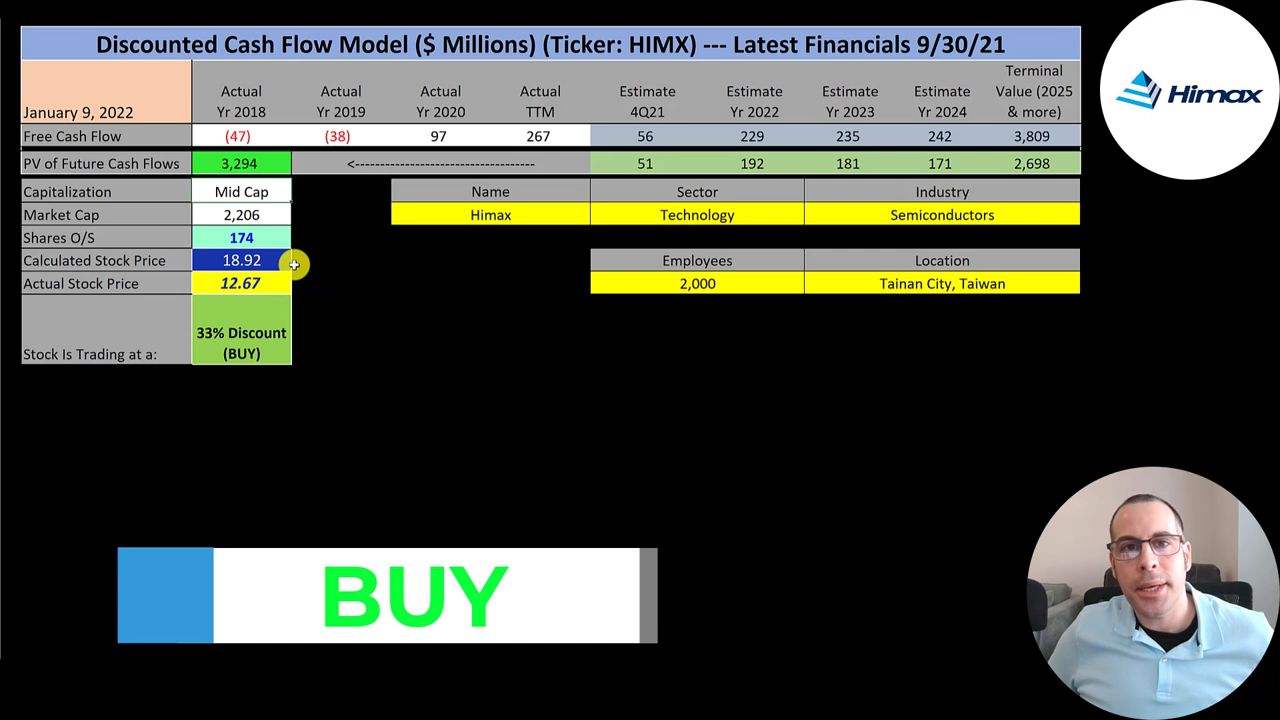 Discounted Cash Flow Model ($ Millions) (Ticker: HIMX) --- Latest Financials 9/30/21
January 9, 2022 Actual Yr 2018 Actual Yr 2019 Actual Yr 2020 Actual TTM Estimate 4Q21 Estimate Yr 2022 Estimate Yr 2023 Estimate Yr 2024 Terminal Value (2025 & more)
Free Cash Flow (47) (38) 97 267 56 229 235 242 3,809
PV of Future Cash Flows 3,294 <----------------------------------- 51 192 181 171 2,698
Capitalization Mid Cap Name Sector Industry
Market Cap 2,206 Himax Technology Semiconductors
Shares O/S 174
Calculated Stock Price 18.92 Employees Location
Actual Stock Price 12.67 2,000 Tainan City, Taiwan
Stock Is Trading at a: 33% Discount (BUY)
Himax
BUY